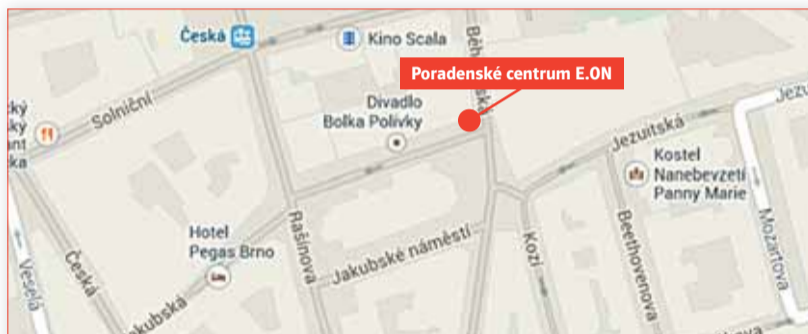 Česká
Kino Scala
Poradenské centrum E.ON
Divadlo
Bolka Polívky
Solniční
Jezuitská
Kostel
Nanebevzetí
Panny Marie
Hotel
Pegas Brno
Rašínova
Jakubské náměstí
Kozí
Beethovenova
Mozartova
Veselá
Česká